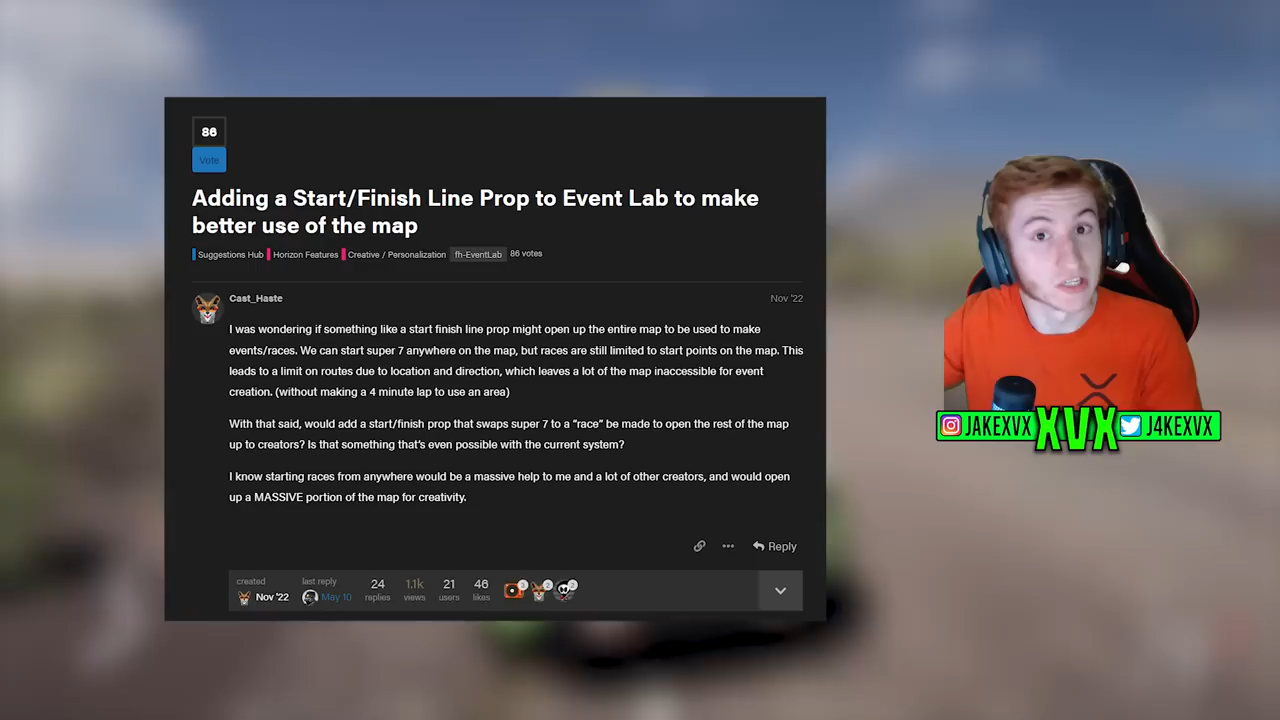 86
Vote
Adding a Start/Finish Line Prop to Event Lab to make
better use of the map
Suggestions Hub Horizon Features Creative / Personalization fh-EventLab 86 votes
Cast_Haste Nov '22
I was wondering if something like a start finish line prop might open up the entire map to be used to make
events/races. We can start super 7 anywhere on the map, but races are still limited to start points on the map. This
leads to a limit on routes due to location and direction, which leaves a lot of the map inaccessible for event
creation. (without making a 4 minute lap to use an area)
With that said, would add a start/finish prop that swaps super 7 to a “race” be made to open the rest of the map
up to creators? Is that something that’s even possible with the current system?
I know starting races from anywhere would be a massive help to me and a lot of other creators, and would open
up a MASSIVE portion of the map for creativity.
Reply
created last reply 24 1.1k 21 46
Nov '22 May 10 replies views users likes
3 2 2
JAKEXVX XVX J4KEXVX